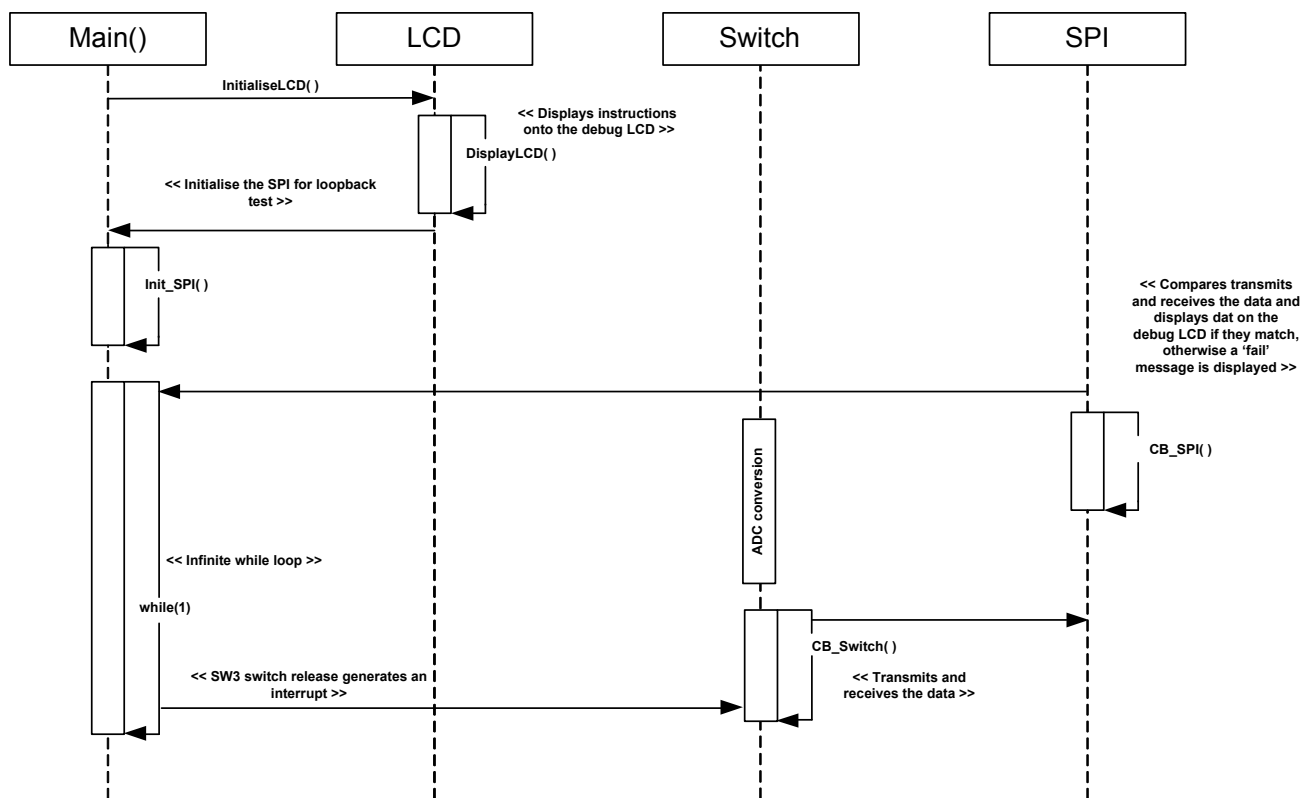 Main()
LCD
Switch
SPI
InitialiseLCD( )
<< Displays instructions
onto the debug LCD >>
DisplayLCD( )
<< Initialise the SPI for loopback
test >>
Init_SPI( )
<< Compares transmits
and receives the data and
displays dat on the
debug LCD if they match,
otherwise a ‘fail’
message is displayed >>
CB_SPI( )
ADC conversion
<< Infinite while loop >>
while(1)
CB_Switch( )
<< SW3 switch release generates an
interrupt >>
<< Transmits and
receives the data >>